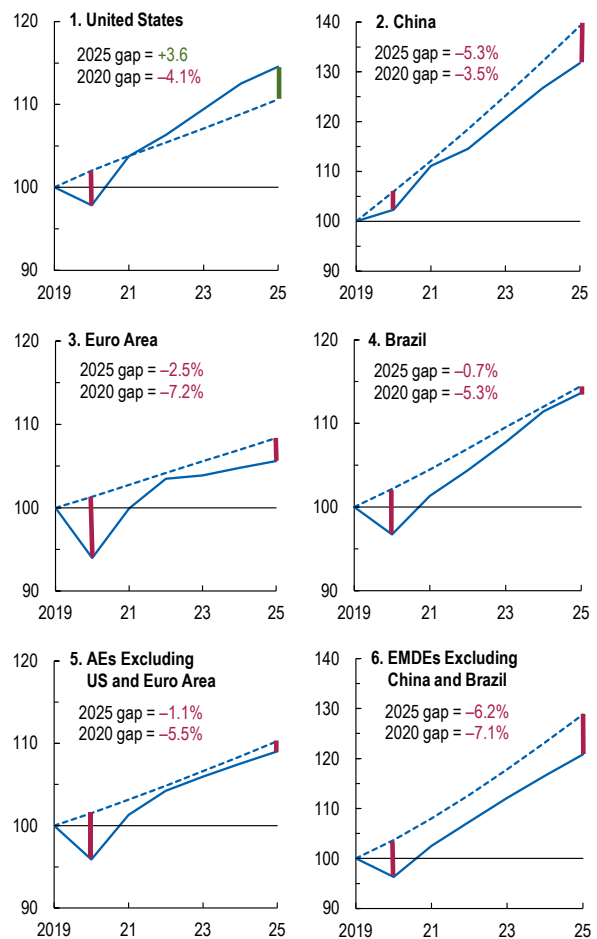 1. United States
2025 gap = +3.6
2020 gap = –4.1%
120
110
100
90
2019 21 23 25
2. China
2025 gap = –5.3%
2020 gap = –3.5%
140
130
120
110
100
90
2019 21 23 25
3. Euro Area
2025 gap = –2.5%
2020 gap = –7.2%
120
110
100
90
2019 21 23 25
4. Brazil
2025 gap = –0.7%
2020 gap = –5.3%
120
110
100
90
2019 21 23 25
5. AEs Excluding
US and Euro Area
2025 gap = –1.1%
2020 gap = –5.5%
120
110
100
90
2019 21 23 25
6. EMDEs Excluding
China and Brazil
2025 gap = –6.2%
2020 gap = –7.1%
140
130
120
110
100
90
2019 21 23 25